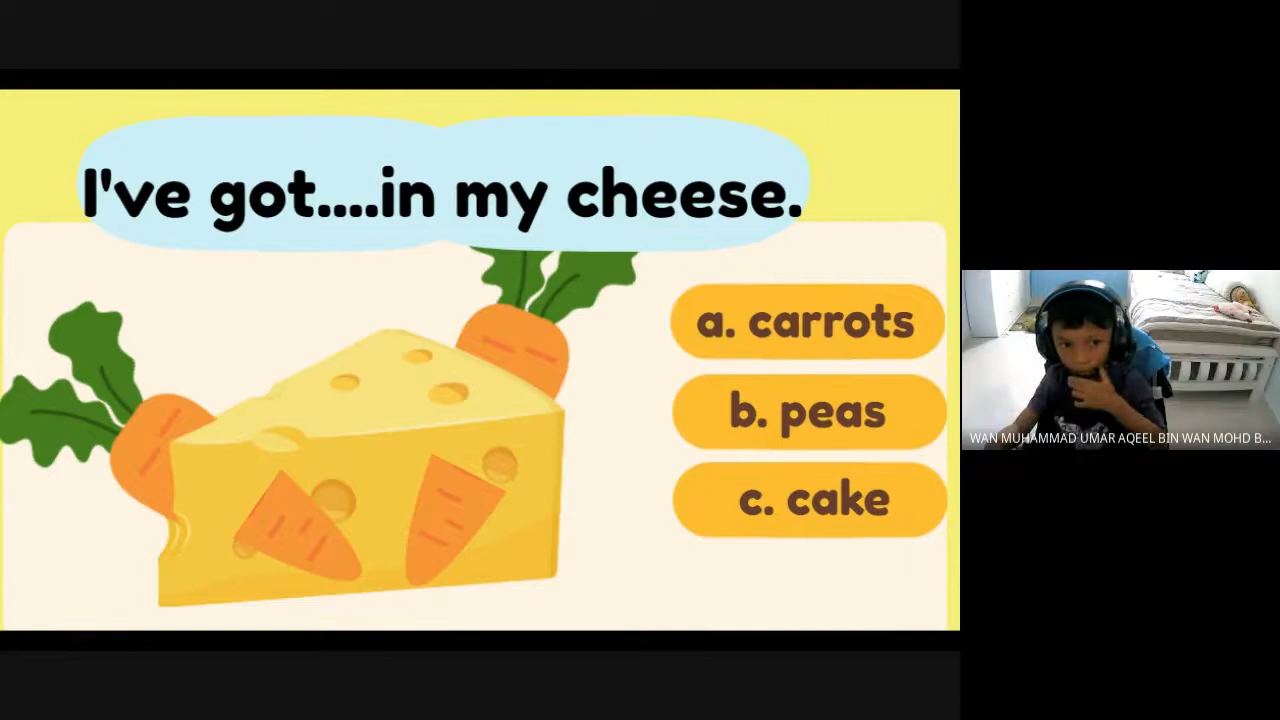 I've got....in my cheese.
a. carrots
b. peas
c. cake
WAN MUHAMMAD UMAR AQEEL BIN WAN MOHD B...